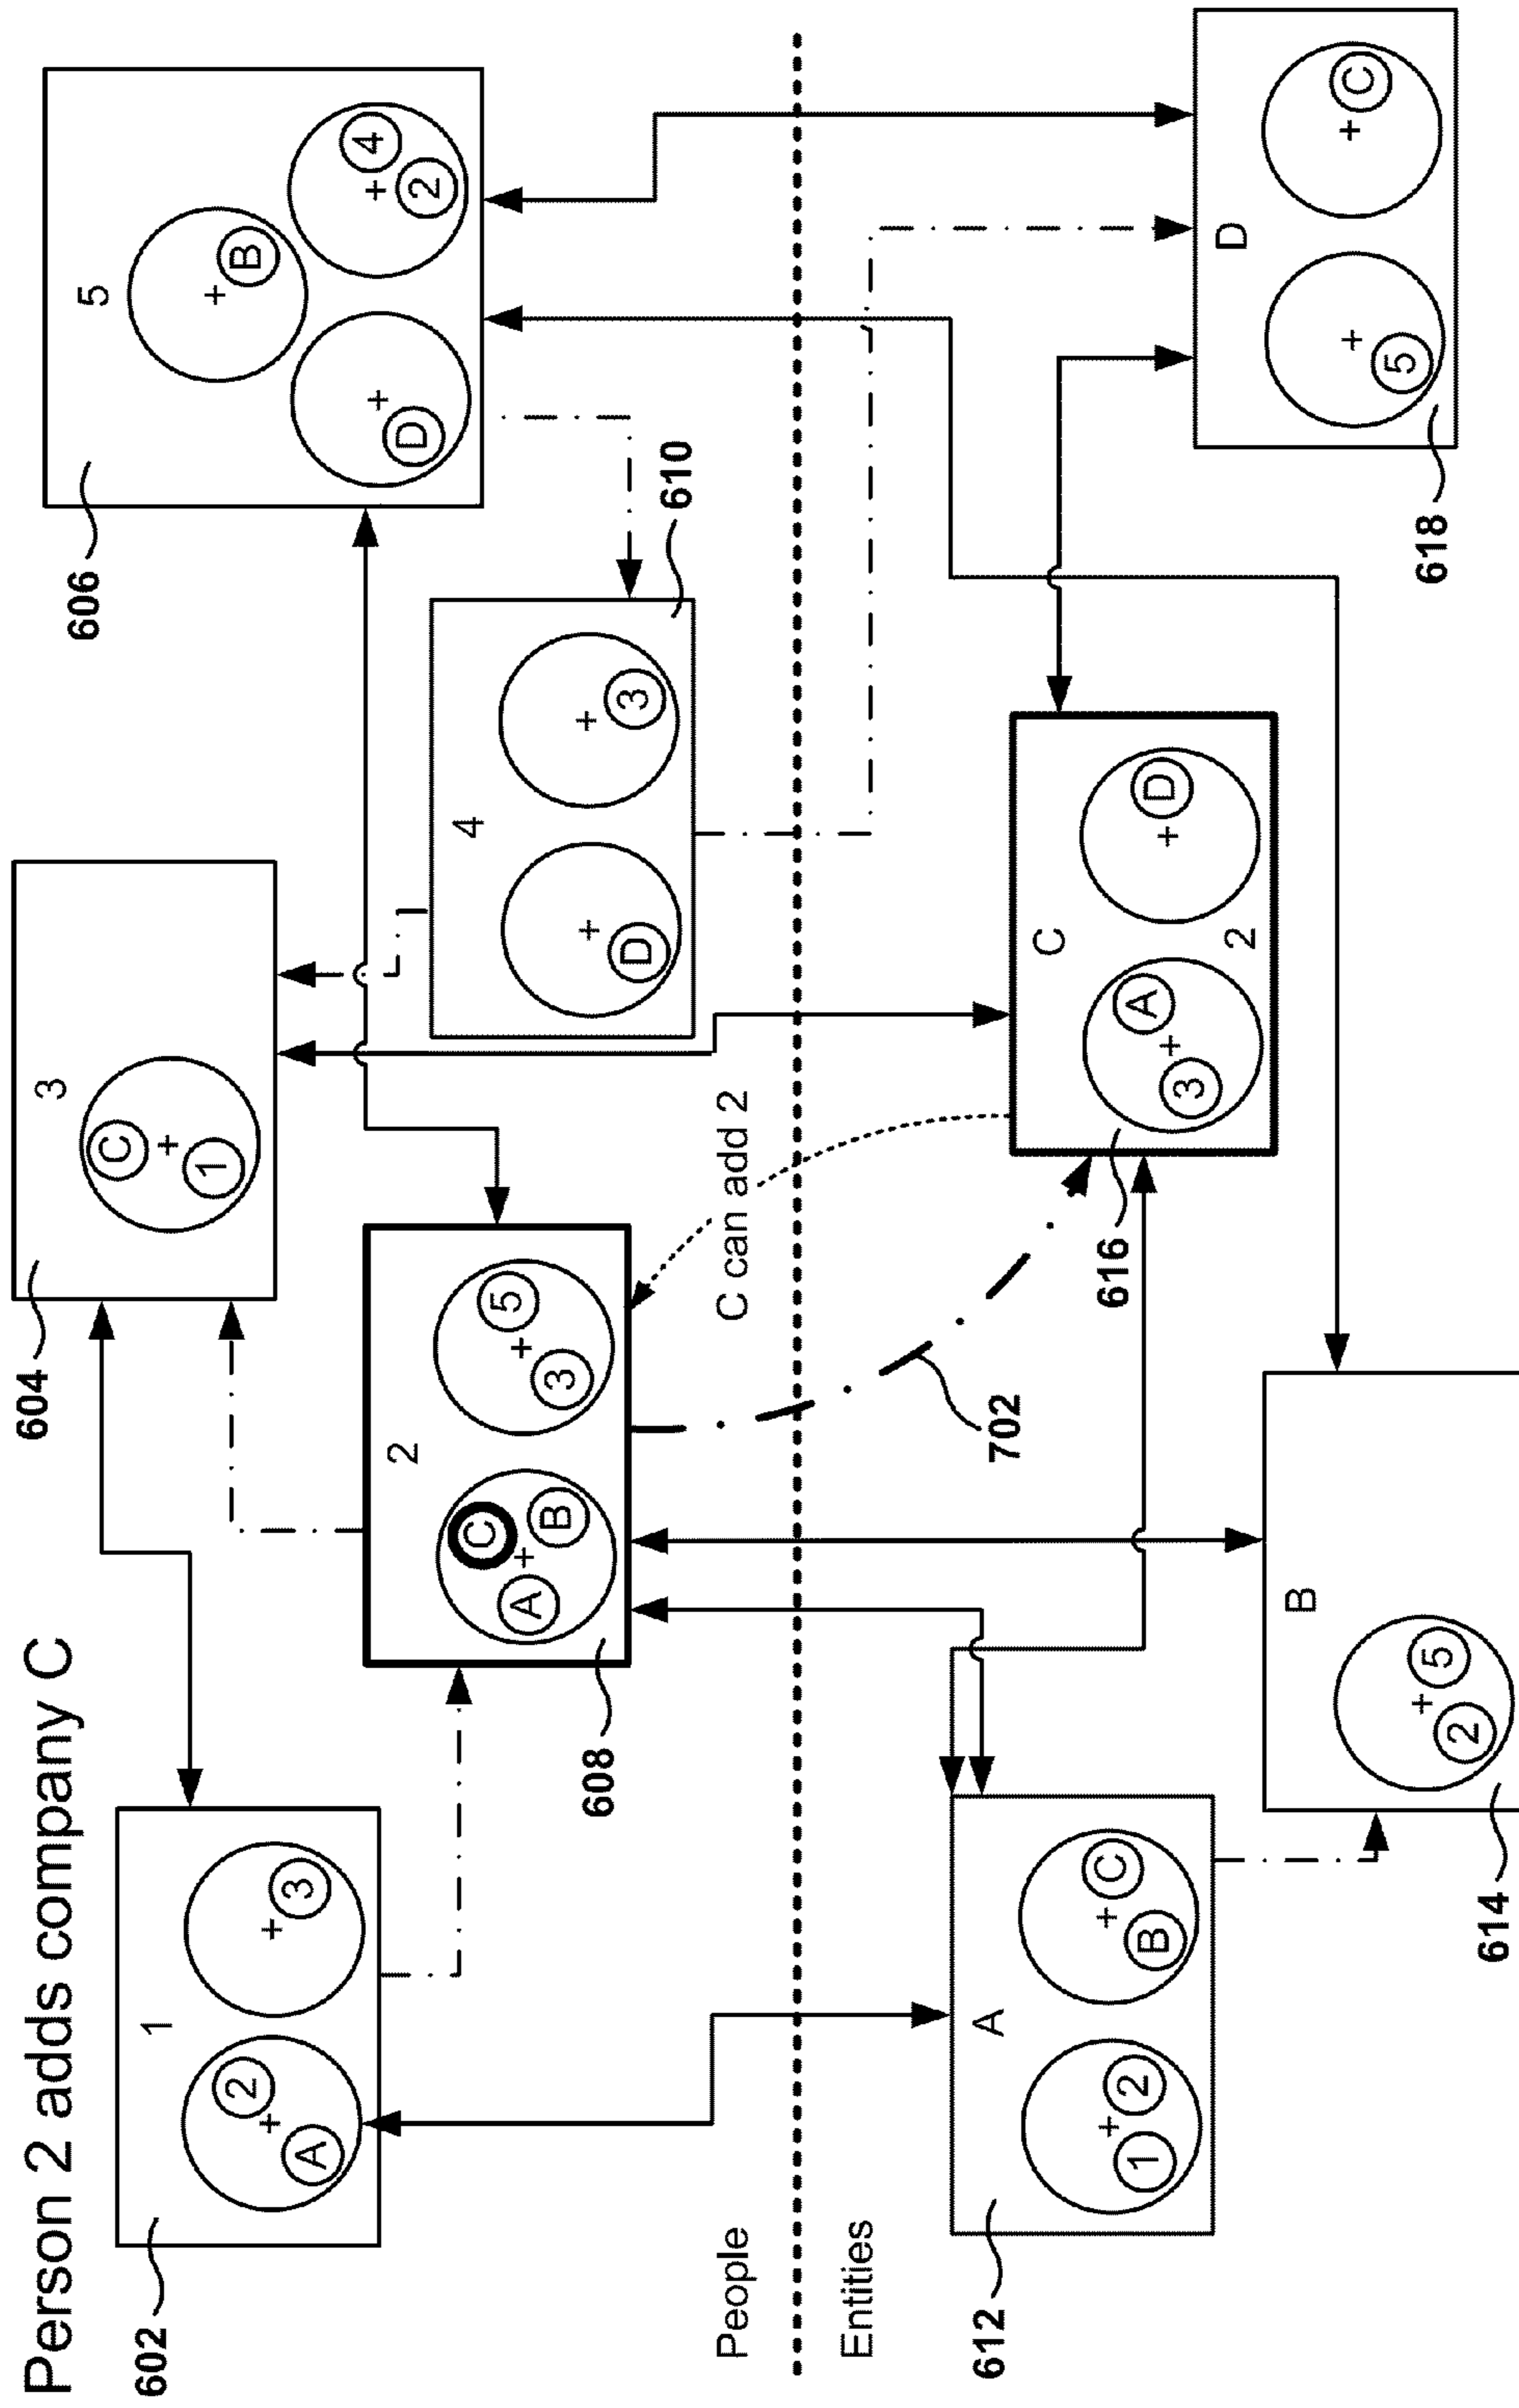 Person 2 adds company C
602
1
A
+
2
+
3
604
3
1
+
C
606
5
D
+
B
+
2
+
4
608
2
A
+
C
B
3
+
5
610
4
D
+
+
3
C can add 2
702
People
Entities
612
A
1
+
2
B
+
C
614
B
2
+
5
616
C
3
+
A
+
D
2
618
D
5
+
+
C